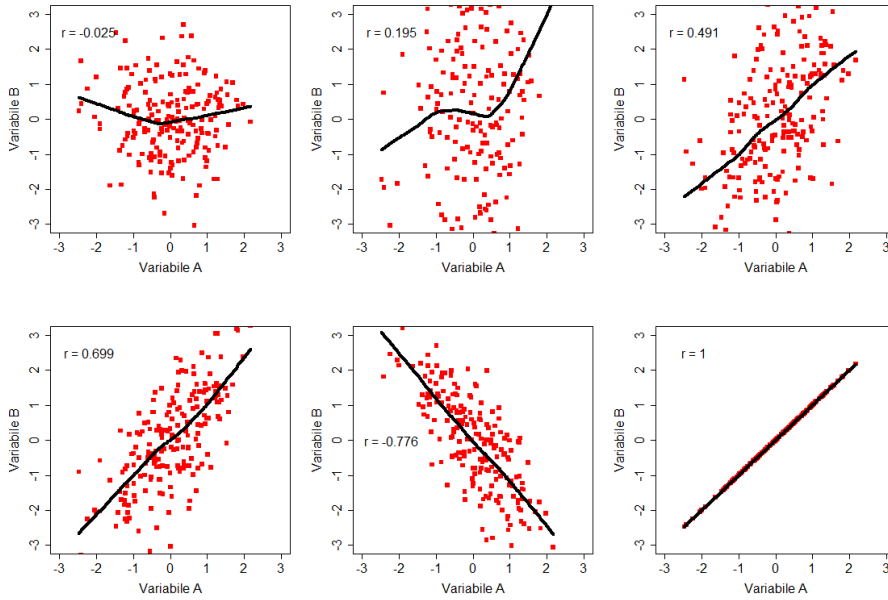 r = -0.025
3
2
1
0
-1
-2
-3
Variabile B
-3 -2 -1 0 1 2 3
Variabile A
r = 0.195
3
2
1
0
-1
-2
-3
Variabile B
-3 -2 -1 0 1 2 3
Variabile A
r = 0.491
3
2
1
0
-1
-2
-3
Variabile B
-3 -2 -1 0 1 2 3
Variabile A
r = 0.699
3
2
1
0
-1
-2
-3
Variabile B
-3 -2 -1 0 1 2 3
Variabile A
r = -0.776
3
2
1
0
-1
-2
-3
Variabile B
-3 -2 -1 0 1 2 3
Variabile A
r = 1
3
2
1
0
-1
-2
-3
Variabile B
-3 -2 -1 0 1 2 3
Variabile A